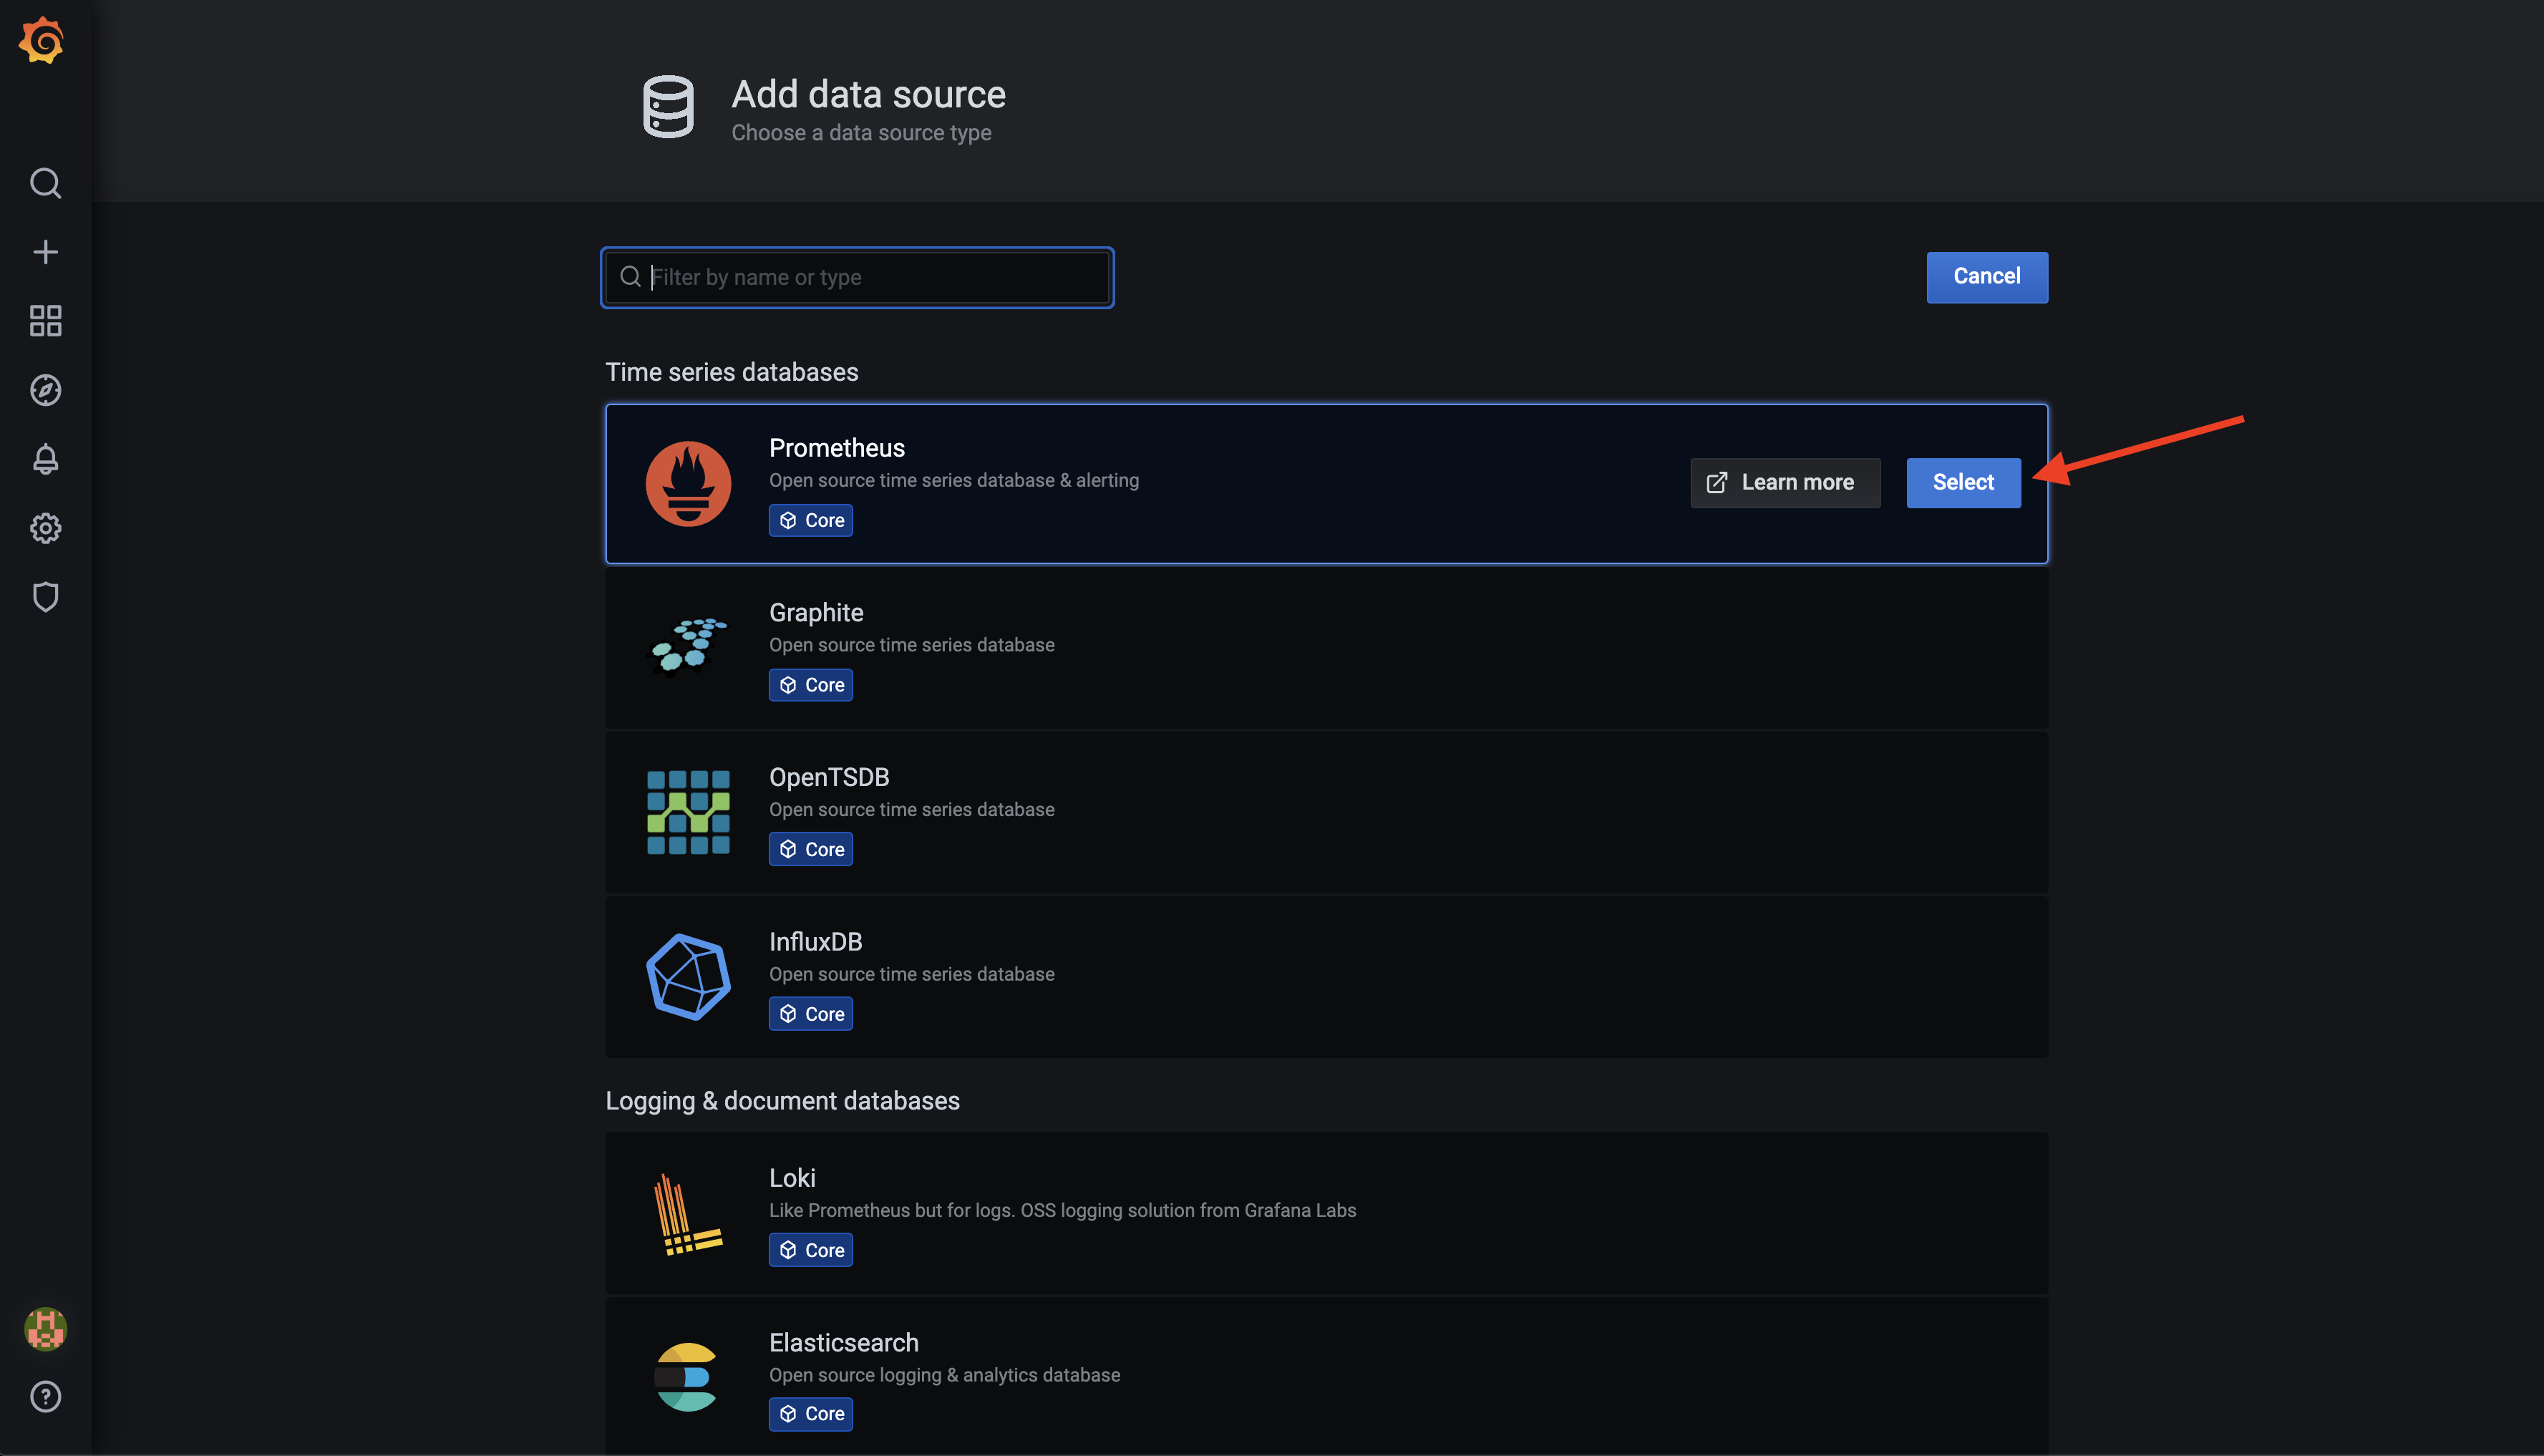 Add data source
Choose a data source type
Filter by name or type
Cancel
Time series databases
Prometheus
Open source time series database & alerting
Core
Learn more
Select
Graphite
Open source time series database
Core
OpenTSDB
Open source time series database
Core
InfluxDB
Open source time series database
Core
Logging & document databases
Loki
Like Prometheus but for logs. OSS logging solution from Grafana Labs
Core
Elasticsearch
Open source logging & analytics database
Core